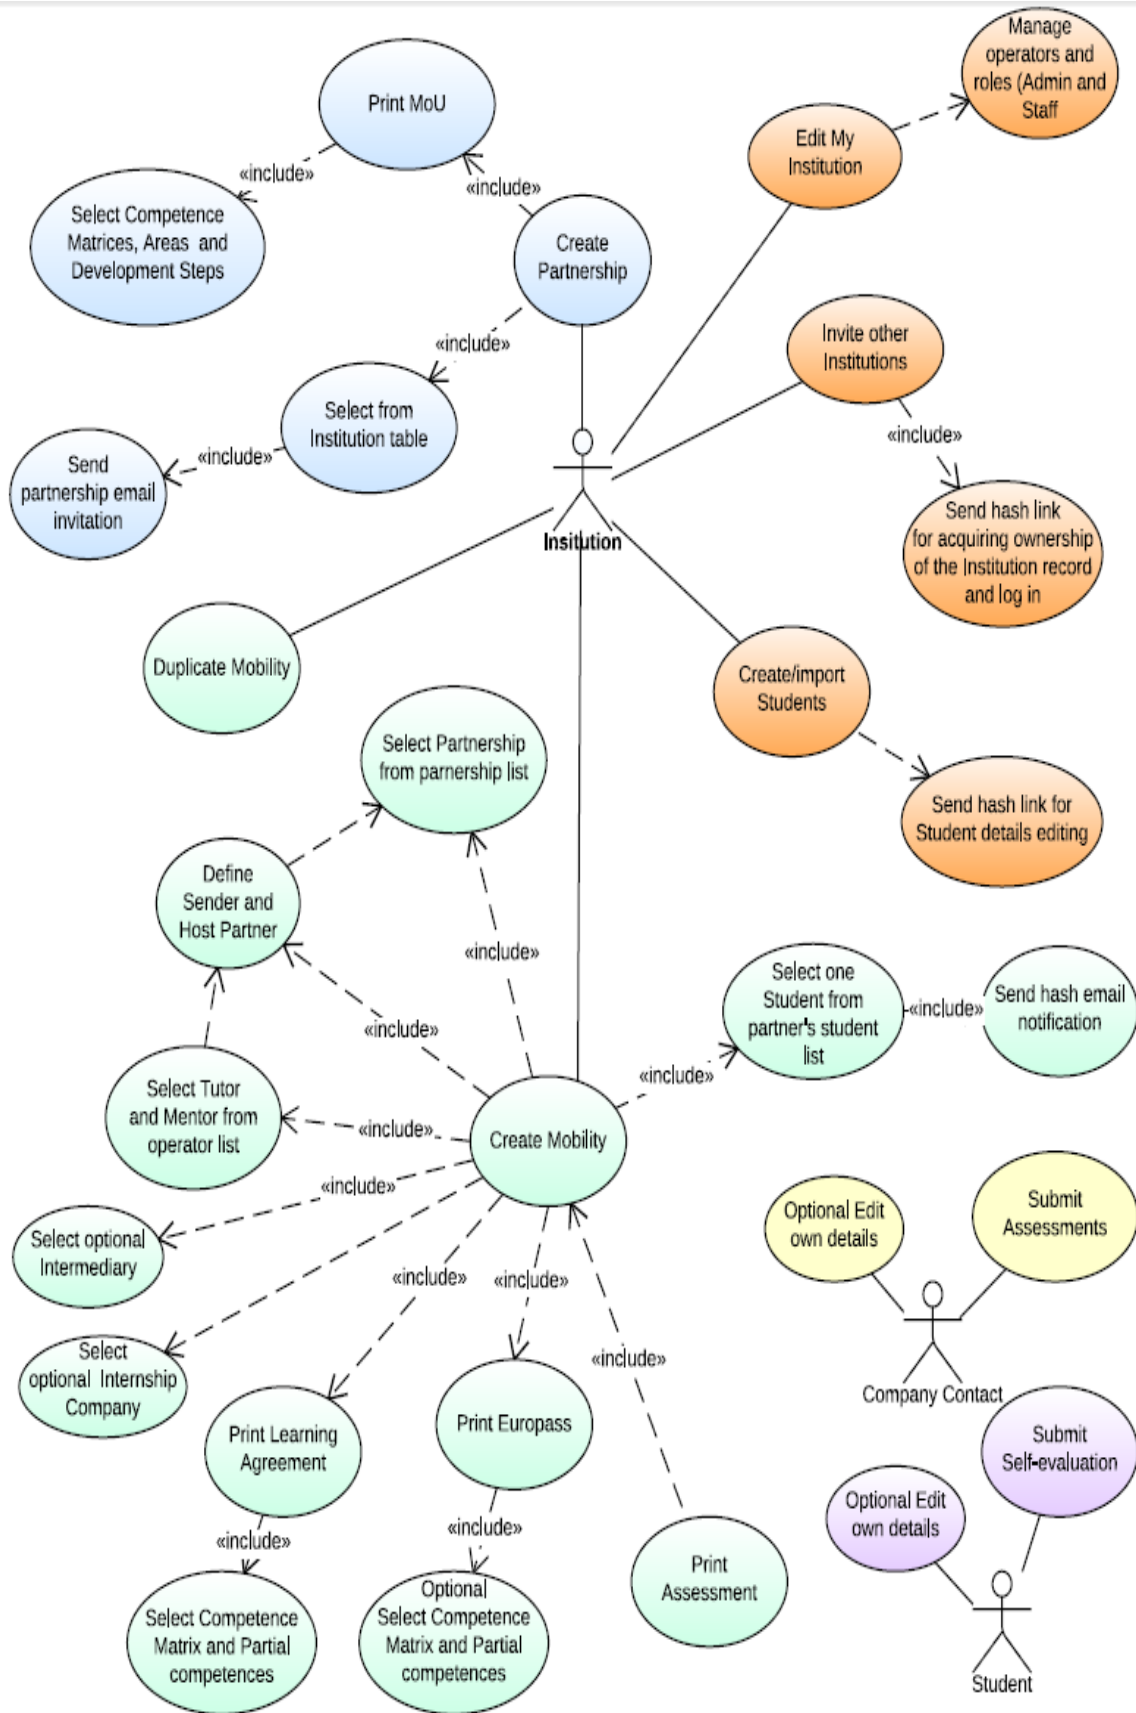 Manage
operators and
roles (Admin and
Staff
Print MoU
Edit My
Institution
«include»
«include»
Select Competence
Matrices, Areas and
Development Steps
Create
Partnership
Invite other
Institutions
«include»
Select from
Institution table
«include»
«include»
Send
partnership email
invitation
Send hash link
for acquiring ownership
of the Institution record
and log in
Insitution
Duplicate Mobility
Create/import
Students
Select Partnership
from parnership list
Send hash link for
Student details editing
Define
Sender and
Host Partner
«include»
Select one
Student from
partner's student
list
«include»
Send hash email
notification
«include»
«include»
Select Tutor
and Mentor from
operator list
«include»
Create Mobility
«include»
Select optional
Intermediary
Optional Edit
own details
Submit
Assessments
«include»
«include»
«include»
Select
optional Internship
Company
Company Contact
Print Learning
Agreement
Print Europass
Submit
Self-evaluation
Optional Edit
own details
«include»
«include»
Print
Assessment
Select Competence
Matrix and Partial
competences
Optional
Select Competence
Matrix and Partial
competences
Student